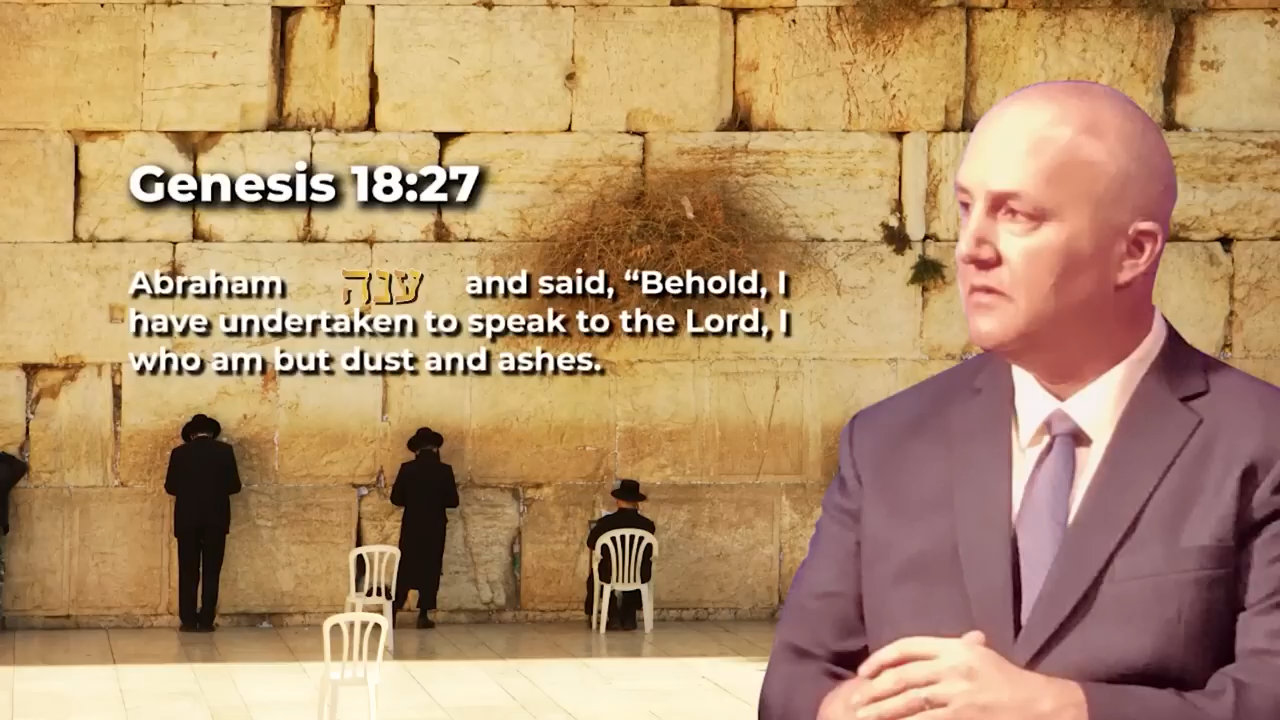 Genesis 18:27
Abraham ענה and said, “Behold, I
have undertaken to speak to the Lord, I
who am but dust and ashes.